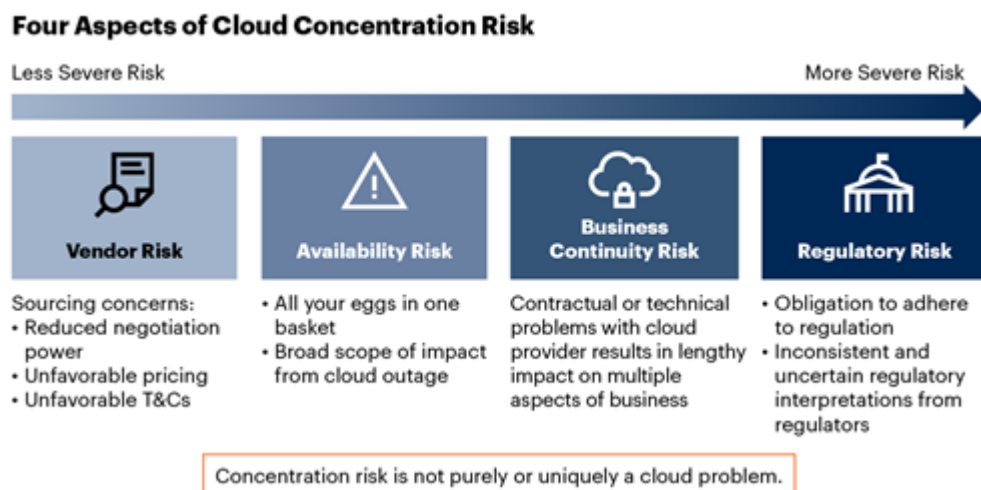 Four Aspects of Cloud Concentration Risk
Less Severe Risk
More Severe Risk
Vendor Risk
Sourcing concerns:
• Reduced negotiation
power
• Unfavorable pricing
• Unfavorable T&Cs
Availability Risk
• All your eggs in one
basket
• Broad scope of impact
from cloud outage
Business
Continuity Risk
Contractual or technical
problems with cloud
provider results in lengthy
impact on multiple
aspects of business
Regulatory Risk
• Obligation to adhere
to regulation
• Inconsistent and
uncertain regulatory
interpretations from
regulators
Concentration risk is not purely or uniquely a cloud problem.